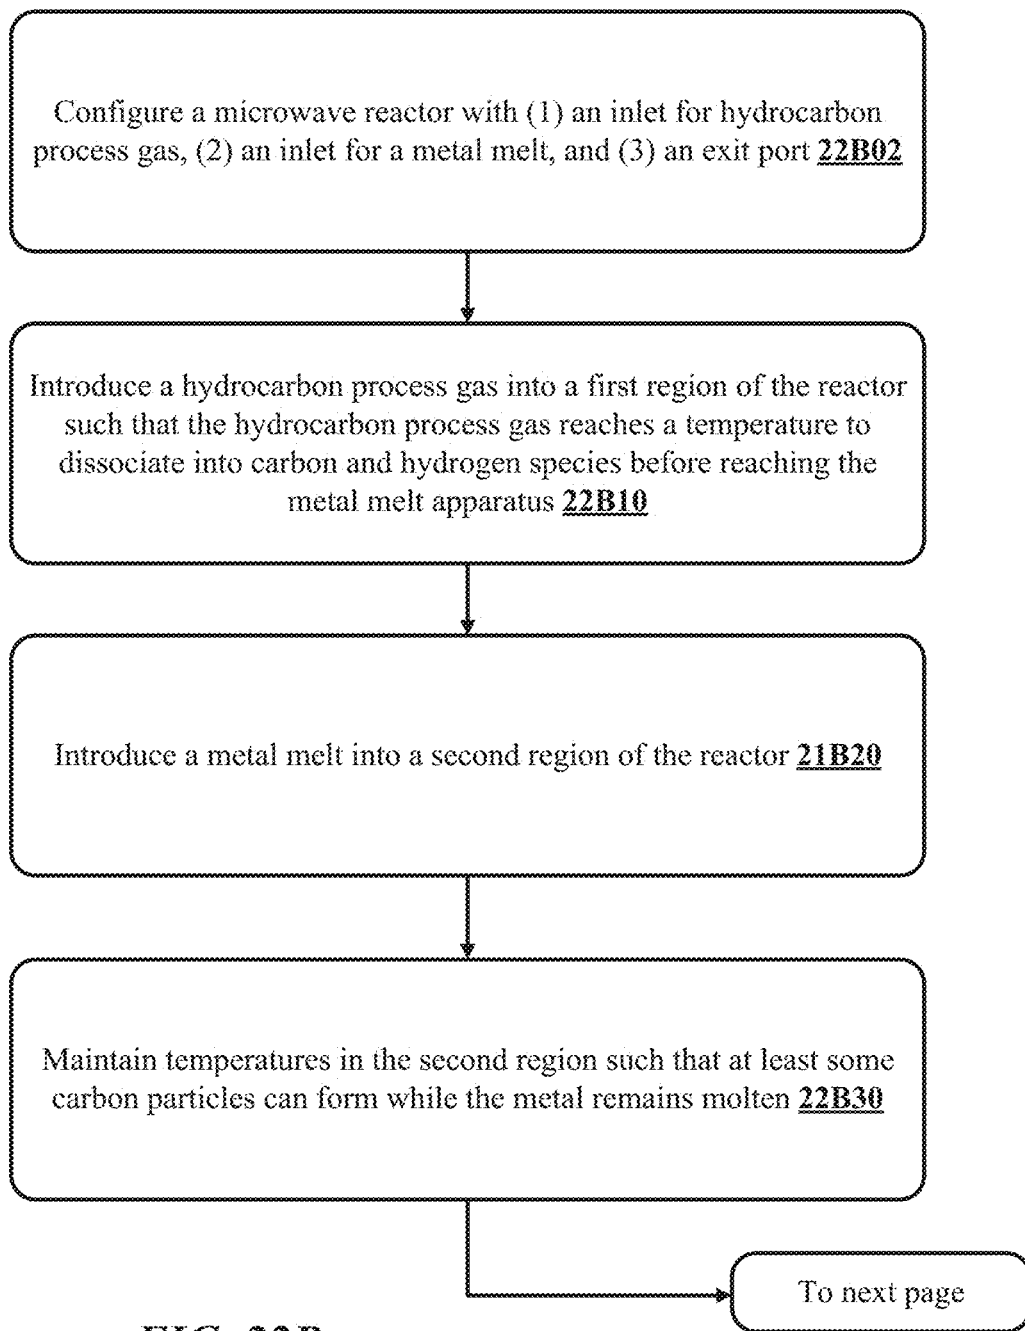 Configure a microwave reactor with (1) an inlet for hydrocarbon
process gas, (2) an inlet for a metal melt, and (3) an exit port 22B02
Introduce a hydrocarbon process gas into a first region of the reactor
such that the hydrocarbon process gas reaches a temperature to
dissociate into carbon and hydrogen species before reaching the
metal melt apparatus 22B10
Introduce a metal melt into a second region of the reactor 21B20
Maintain temperatures in the second region such that at least some
carbon particles can form while the metal remains molten 22B30
To next page